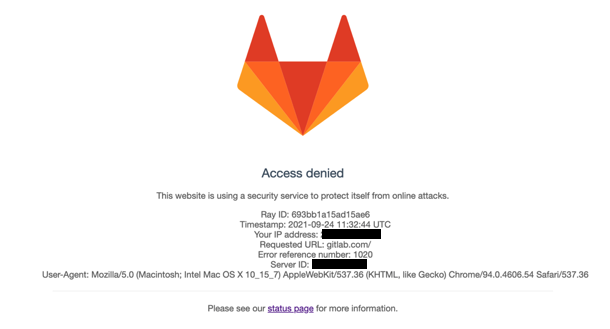 Access denied
This website is using a security service to protect itself from online attacks.
Ray ID: 693bb1a15ad15ae6
Timestamp: 2021-09-24 11:32:44 UTC
Your IP address:
Requested URL: gitlab.com/
Error reference number: 1020
Server ID:
User-Agent: Mozilla/5.0 (Macintosh; Intel Mac OS X 10_15_7) AppleWebKit/537.36 (KHTML, like Gecko) Chrome/94.0.4606.54 Safari/537.36
Please see our status page for more information.